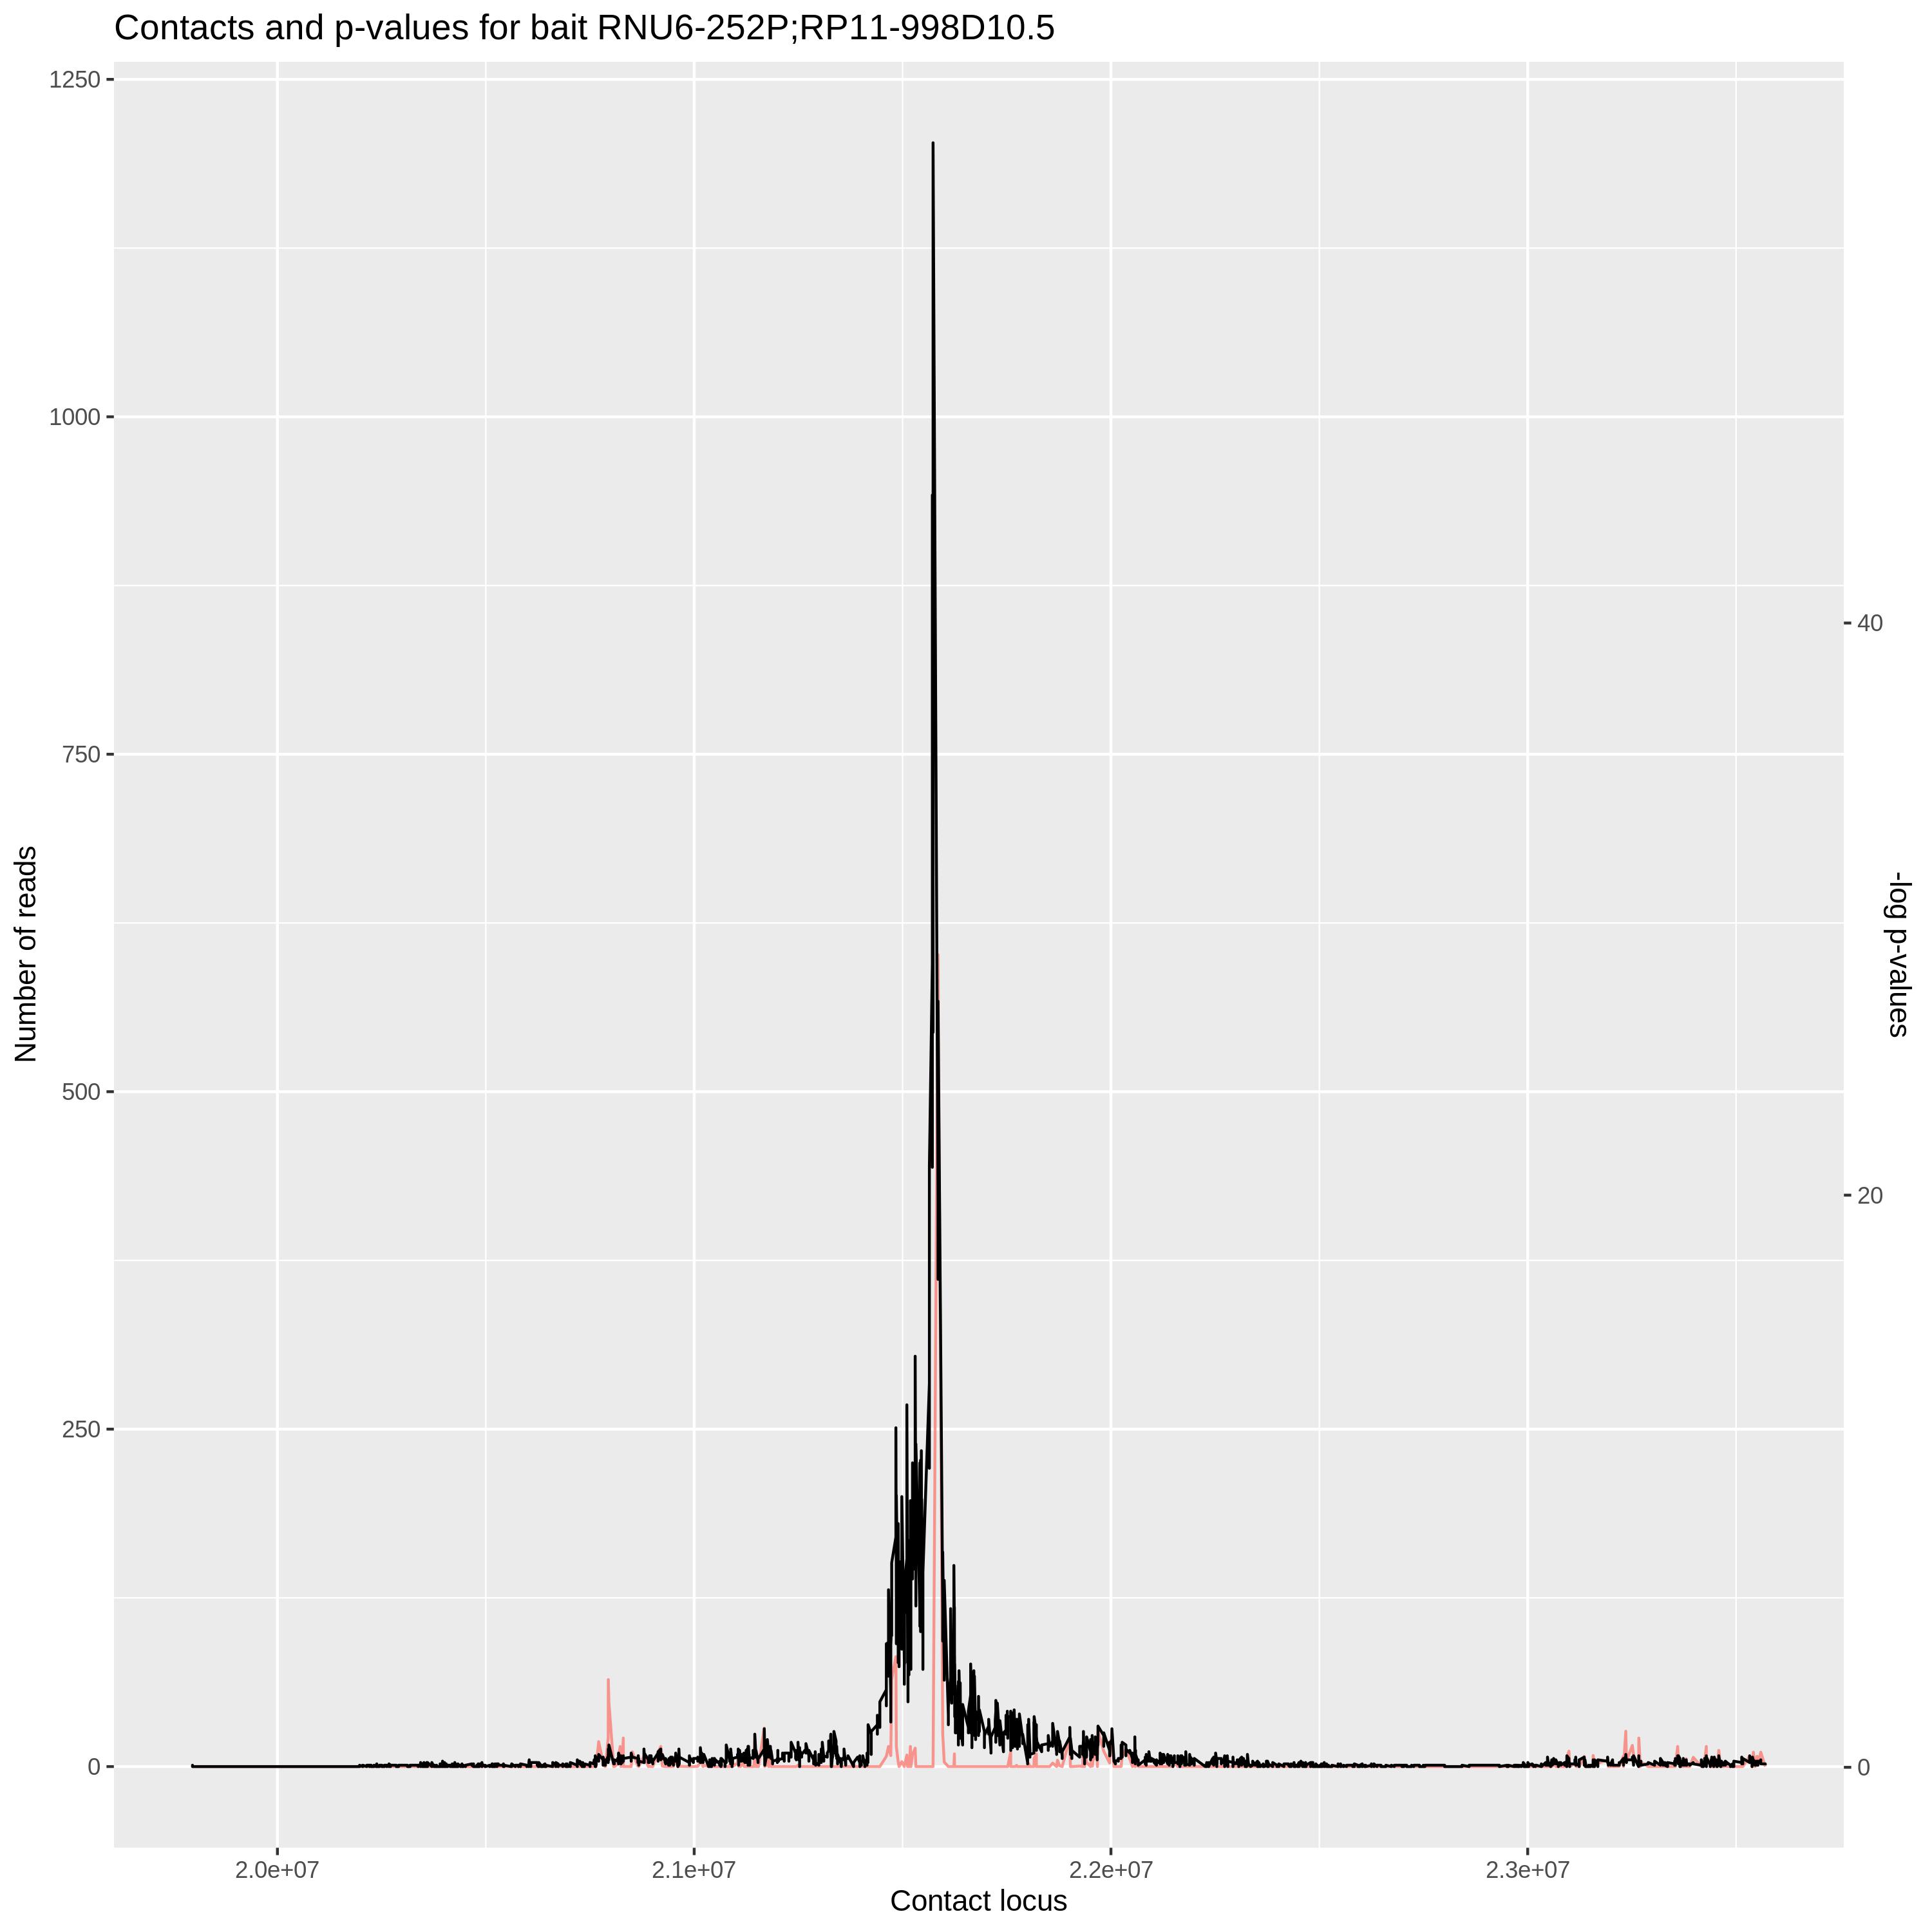 Contacts and p-values for bait RNU6-252P;RP11-998D10.5
1250
1000
750
500
250
0
Number of reads
40
20
0
-log p-values
2.0e+07
2.1e+07
2.2e+07
2.3e+07
Contact locus